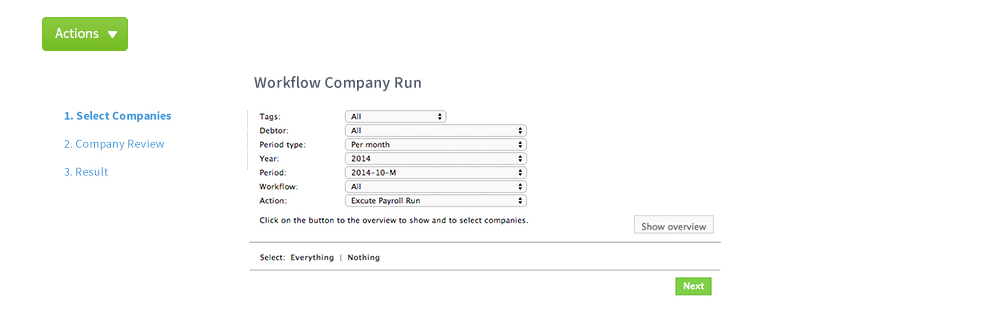 Actions
Workflow Company Run
1. Select Companies
2. Company Review
3. Result
Tags: All
Debtor: All
Period type: Per month
Year: 2014
Period: 2014-10-M
Workflow: All
Action: Excute Payroll Run
Click on the button to the overview to show and to select companies.
Show overview
Select: Everything | Nothing
Next